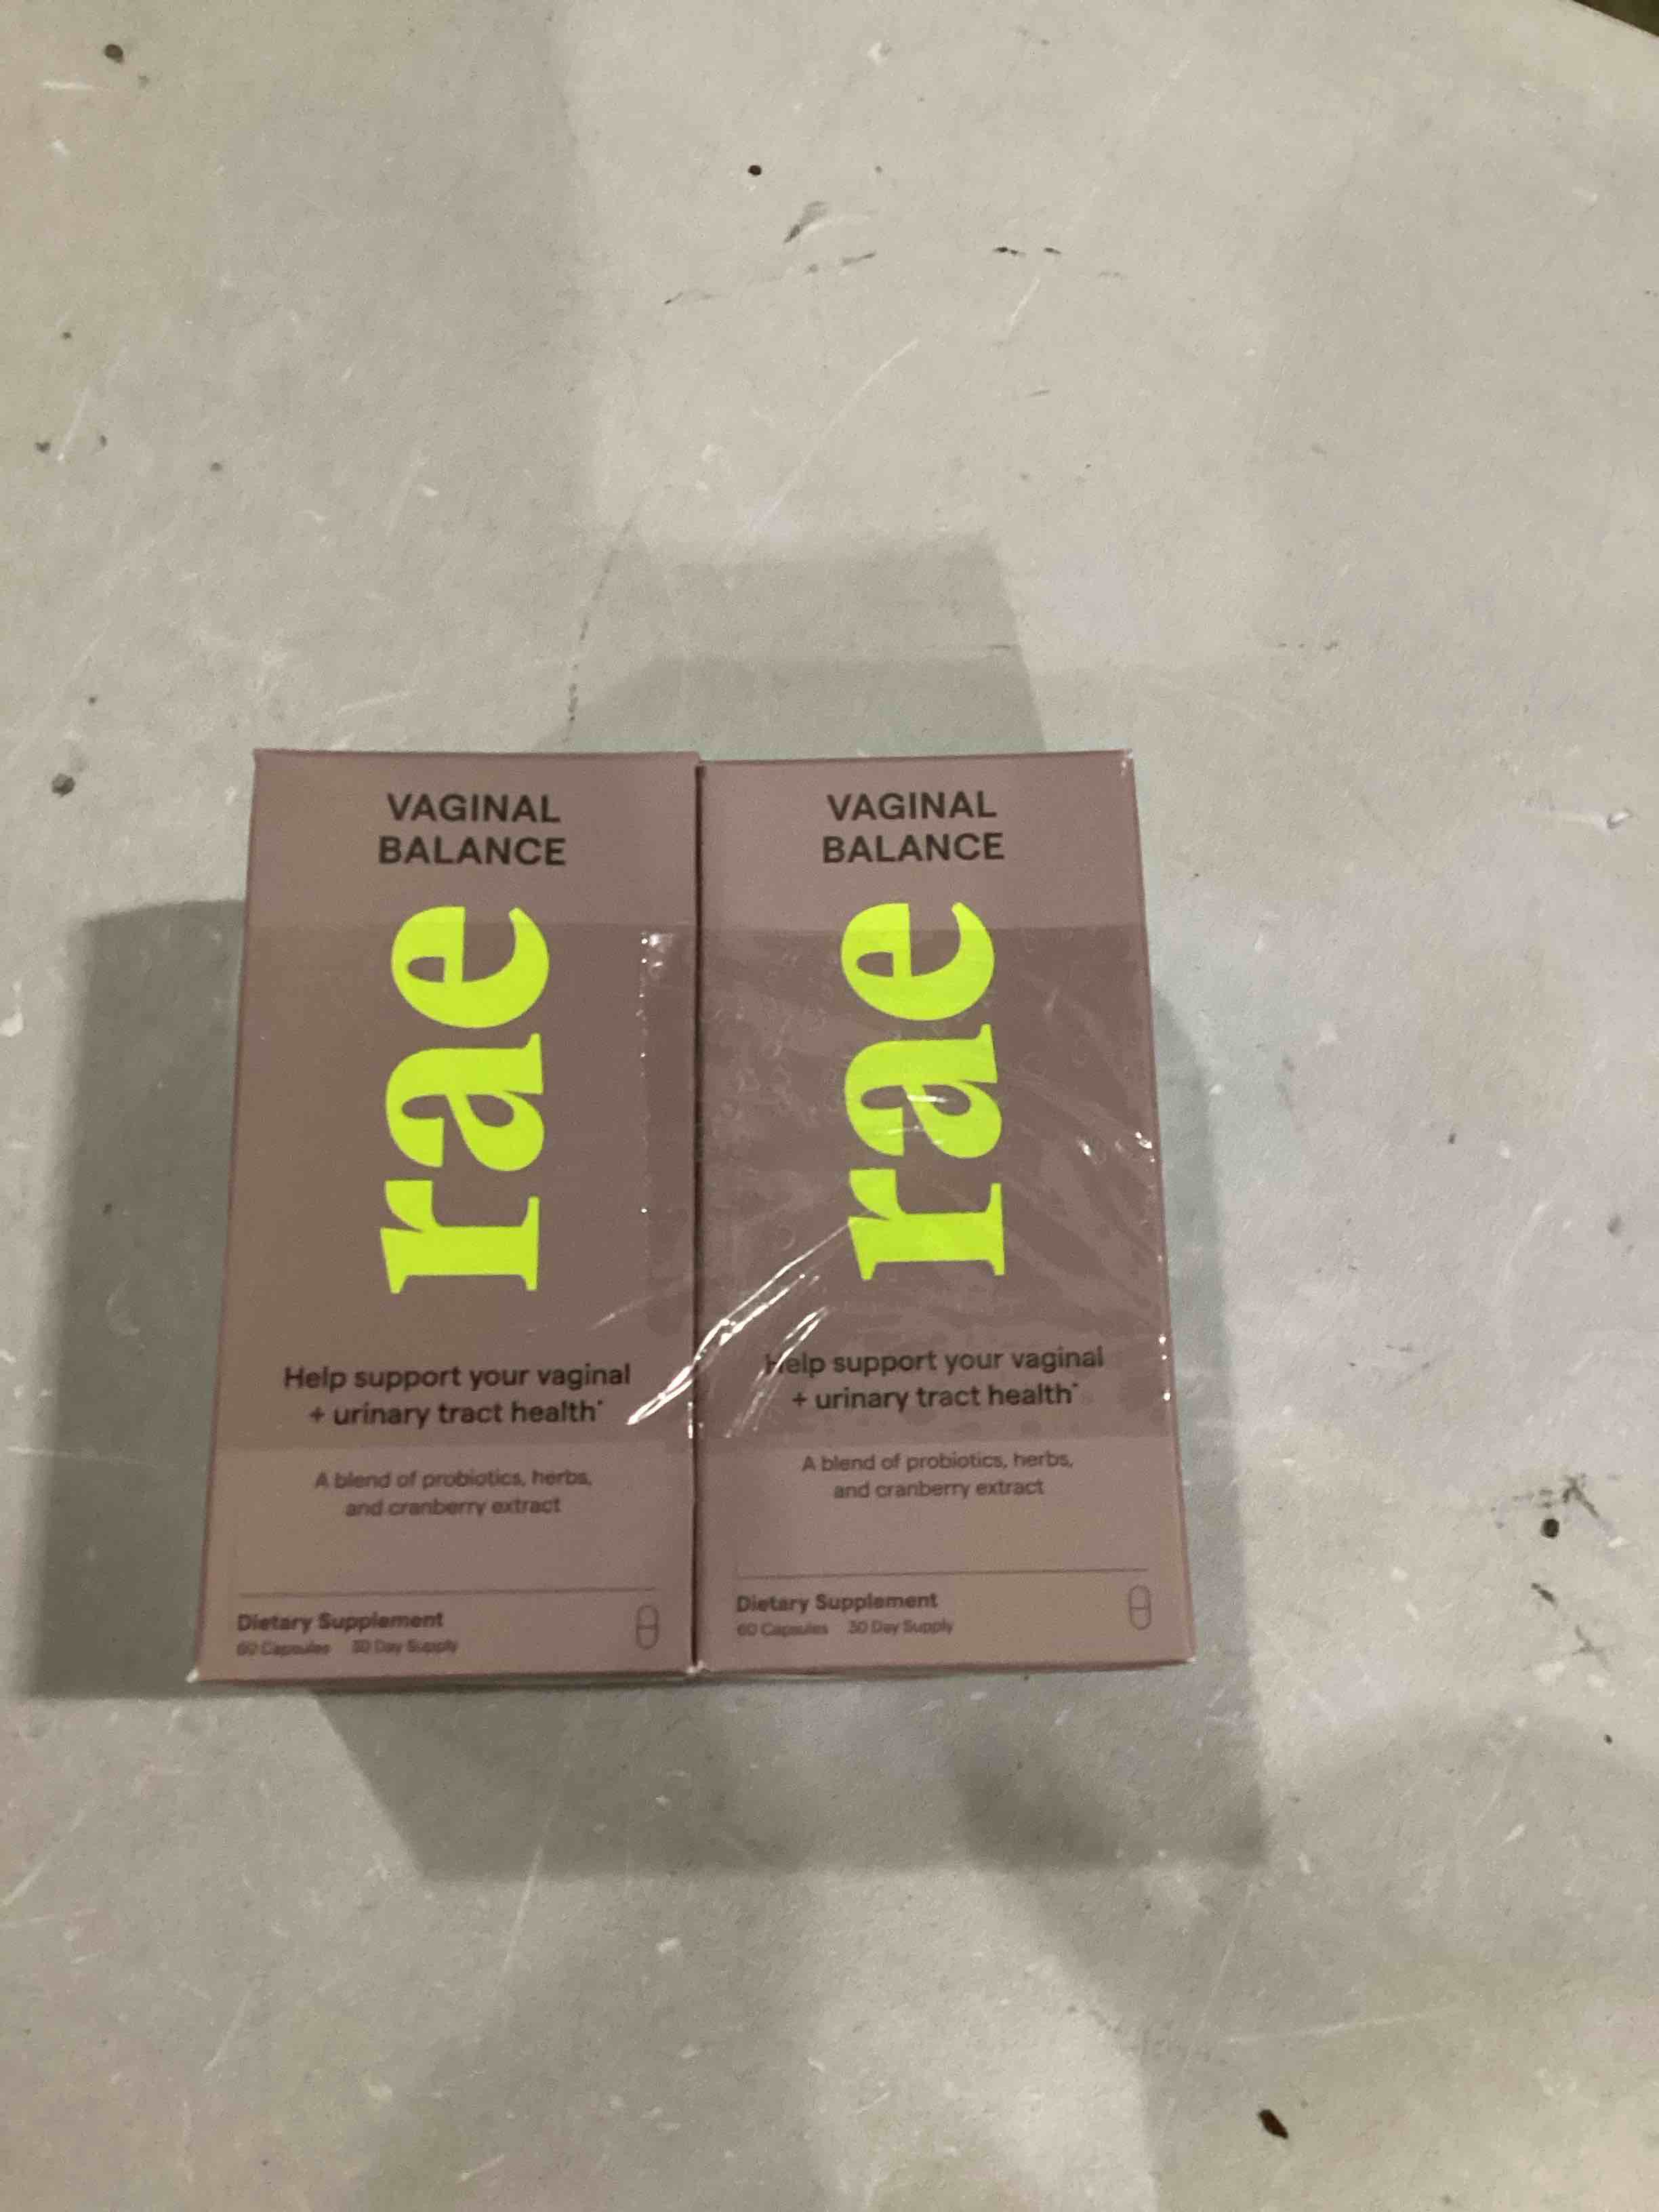 VAGINAL
BALANCE
rae
Help support your vaginal
+ urinary tract health*
A blend of probiotics, herbs,
and cranberry extract
Dietary Supplement
60 Capsules 30 Day Supply
VAGINAL
BALANCE
rae
Help support your vaginal
+ urinary tract health*
A blend of probiotics, herbs,
and cranberry extract
Dietary Supplement
60 Capsules 30 Day Supply